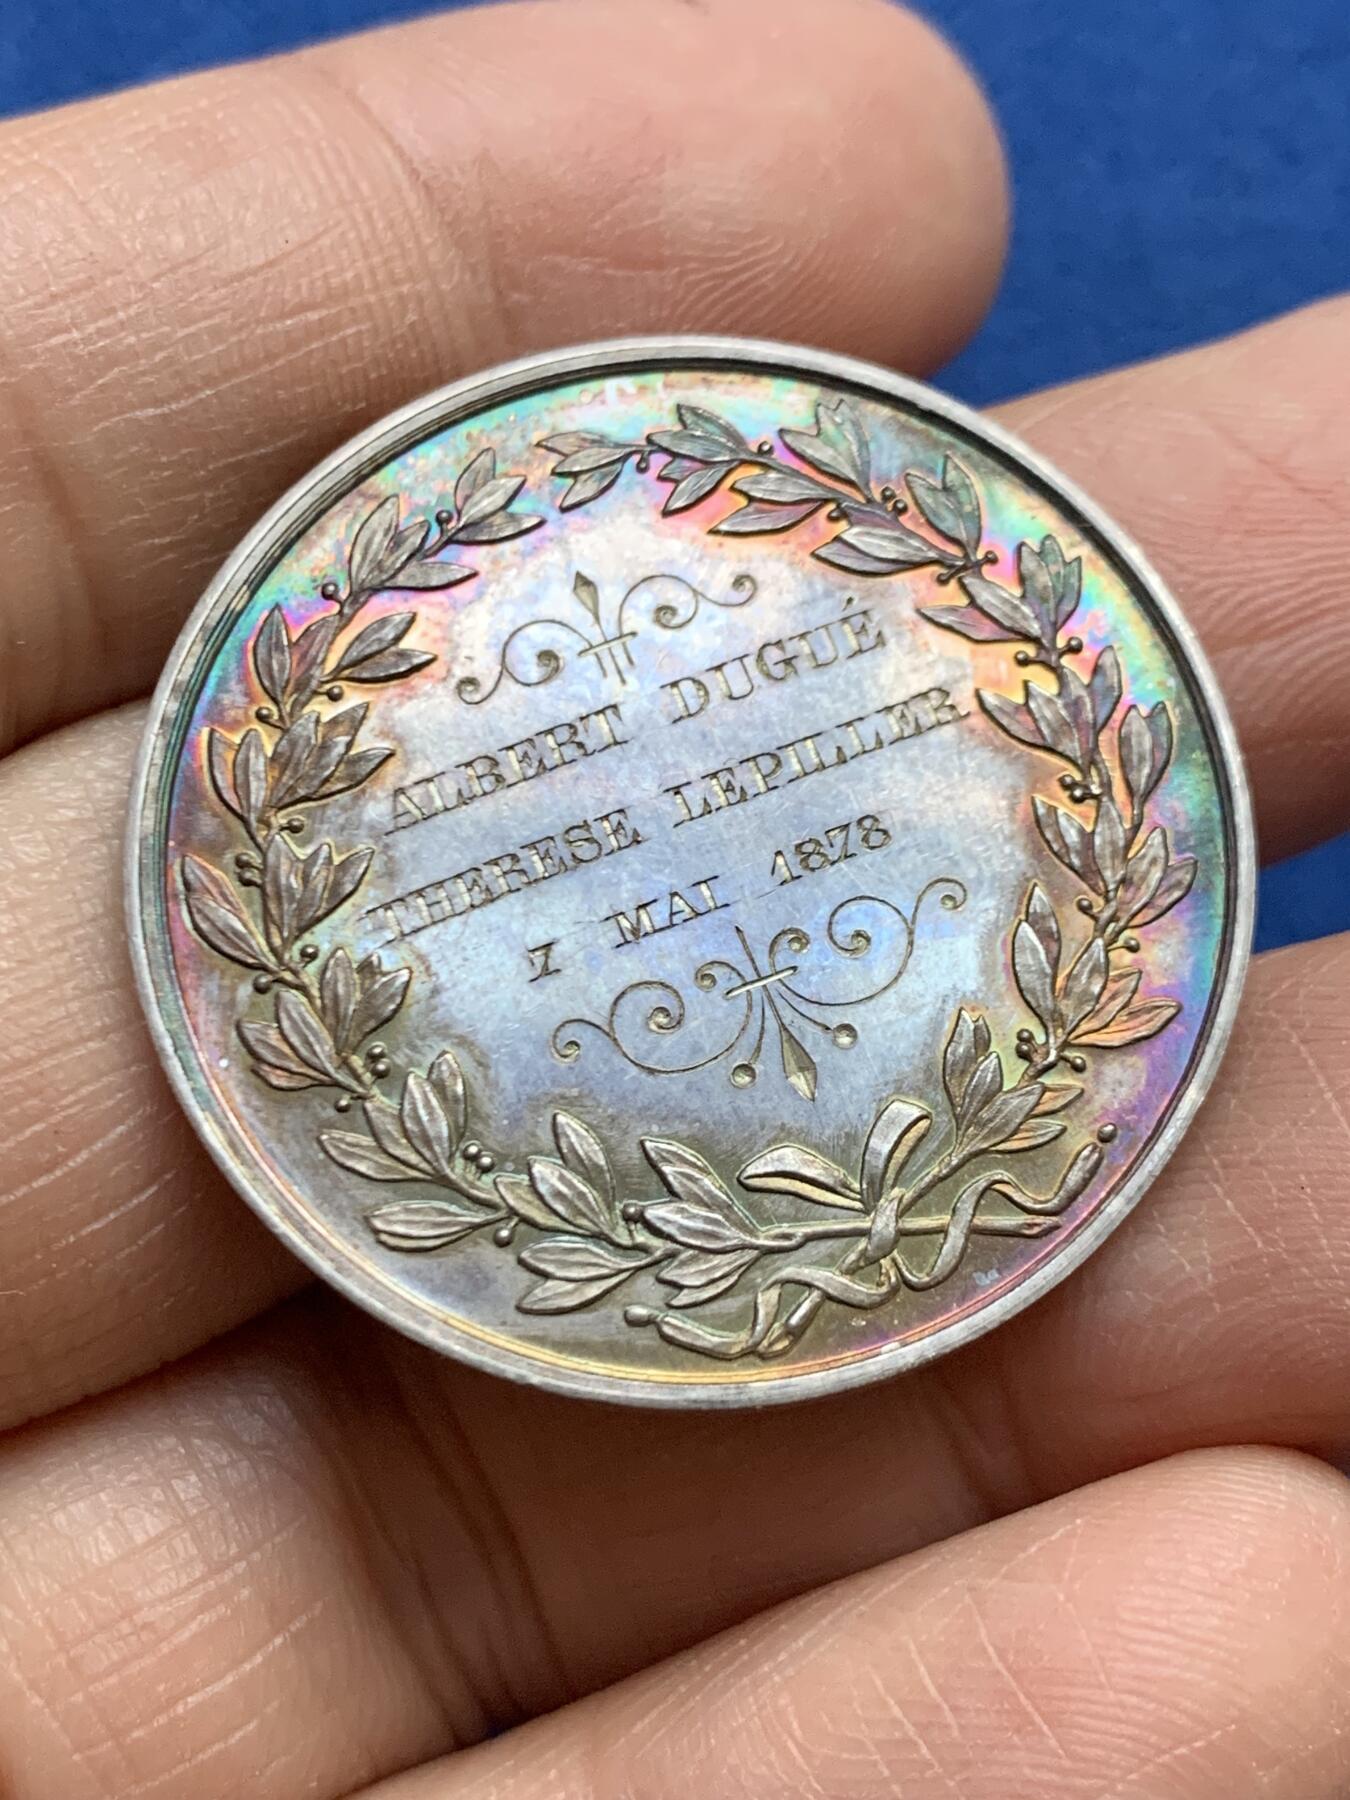 ALBERT DUGUÉ
THERESE LEPILLER
7 MAI 1878